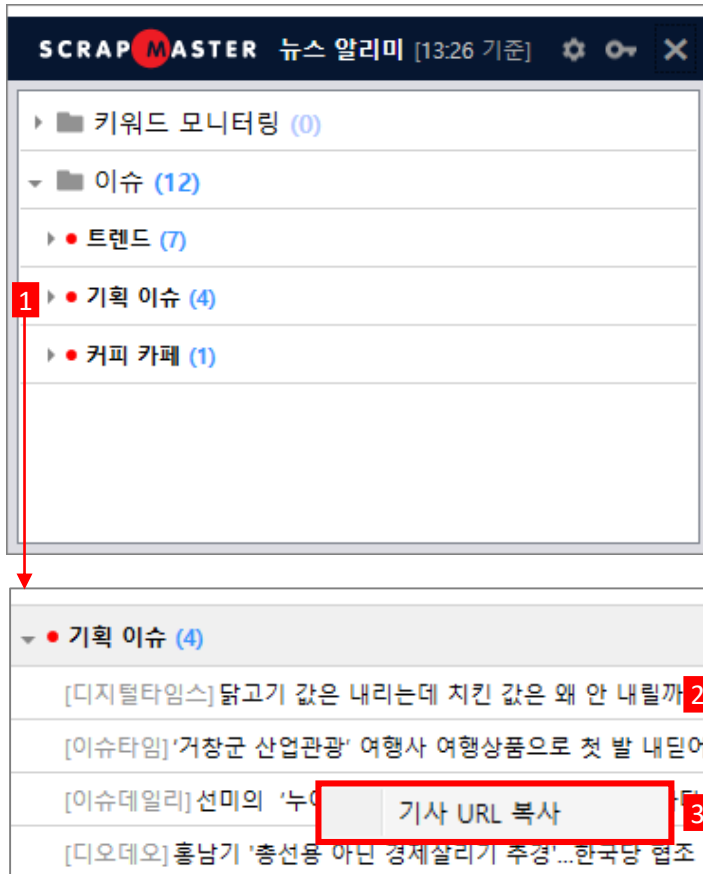 SCRAPMASTER 뉴스 알리미 [13:26 기준]
키워드 모니터링 (0)
이슈 (12)
트렌드 (7)
1 기획 이슈 (4)
커피 카페 (1)
기획 이슈 (4)
[디지털타임스] 닭고기 값은 내리는데 치킨 값은 왜 안 내릴까 2
[이슈타임] '거창군 산업관광' 여행사 여행상품으로 첫 발 내딛어
[이슈데일리] 선미의 '누 기사 URL 복사 3
[디오데오] 홍남기 '총선용 아닌 경제살리기 추경'...한국당 협조